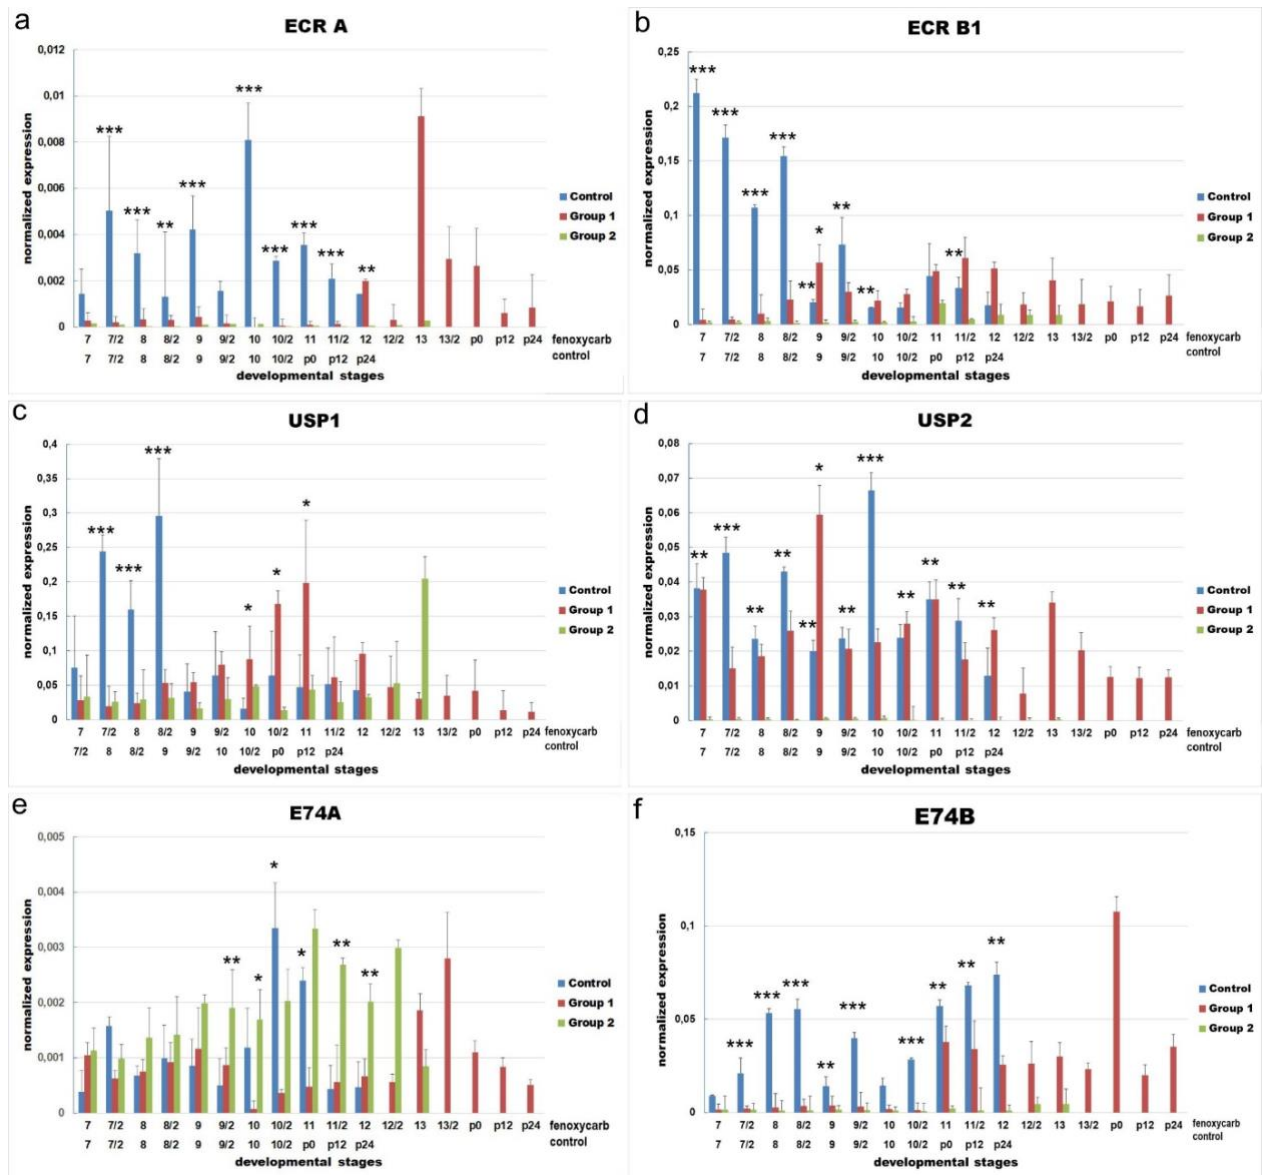 a
ECR A
0,012
0,01
0,008
0,006
0,004
0,002
0
normalized expression
*** *** ** *** *** *** *** *** **
Control
Group 1
Group 2
7 7/2 8 8/2 9 9/2 10 10/2 11 11/2 12 12/2 13 13/2 p0 p12 p24 fenoxycarb
7 7/2 8 8/2 9 9/2 10 10/2 p0 p12 p24 control
developmental stages
b
ECR B1
0,25
0,2
0,15
0,1
0,05
0
normalized expression
*** *** *** *** ** * ** ** **
Control
Group 1
Group 2
7 7/2 8 8/2 9 9/2 10 10/2 11 11/2 12 12/2 13 13/2 p0 p12 p24 fenoxycarb
7 7/2 8 8/2 9 9/2 10 10/2 p0 p12 p24 control
developmental stages
c
USP1
0,4
0,35
0,3
0,25
0,2
0,15
0,1
0,05
0
normalized expression
*** *** *** * * *
Control
Group 1
Group 2
7 7/2 8 8/2 9 9/2 10 10/2 11 11/2 12 12/2 13 13/2 p0 p12 p24 fenoxycarb
7/2 8 8/2 9 9/2 10 10/2 p0 p12 p24 control
developmental stages
d
USP2
0,08
0,07
0,06
0,05
0,04
0,03
0,02
0,01
0
normalized expression
** *** ** ** ** * ** *** ** ** ** **
Control
Group 1
Group 2
7 7/2 8 8/2 9 9/2 10 10/2 11 11/2 12 12/2 13 13/2 p0 p12 p24 fenoxycarb
7 7/2 8 8/2 9 9/2 10 10/2 p0 p12 p24 control
developmental stages
e
E74A
0,005
0,004
0,003
0,002
0,001
0
normalized expression
** * * * ** **
Control
Group 1
Group 2
7 7/2 8 8/2 9 9/2 10 10/2 11 11/2 12 12/2 13 13/2 p0 p12 p24 fenoxycarb
7 7/2 8 8/2 9 9/2 10 10/2 p0 p12 p24 control
developmental stages
f
E74B
0,15
0,1
0,05
0
normalized expression
*** *** *** ** *** *** ** ** **
Control
Group 1
Group 2
7 7/2 8 8/2 9 9/2 10 10/2 11 11/2 12 12/2 13 13/2 p0 p12 p24 fenoxycarb
7 7/2 8 8/2 9 9/2 10 10/2 p0 p12 p24 control
developmental stages